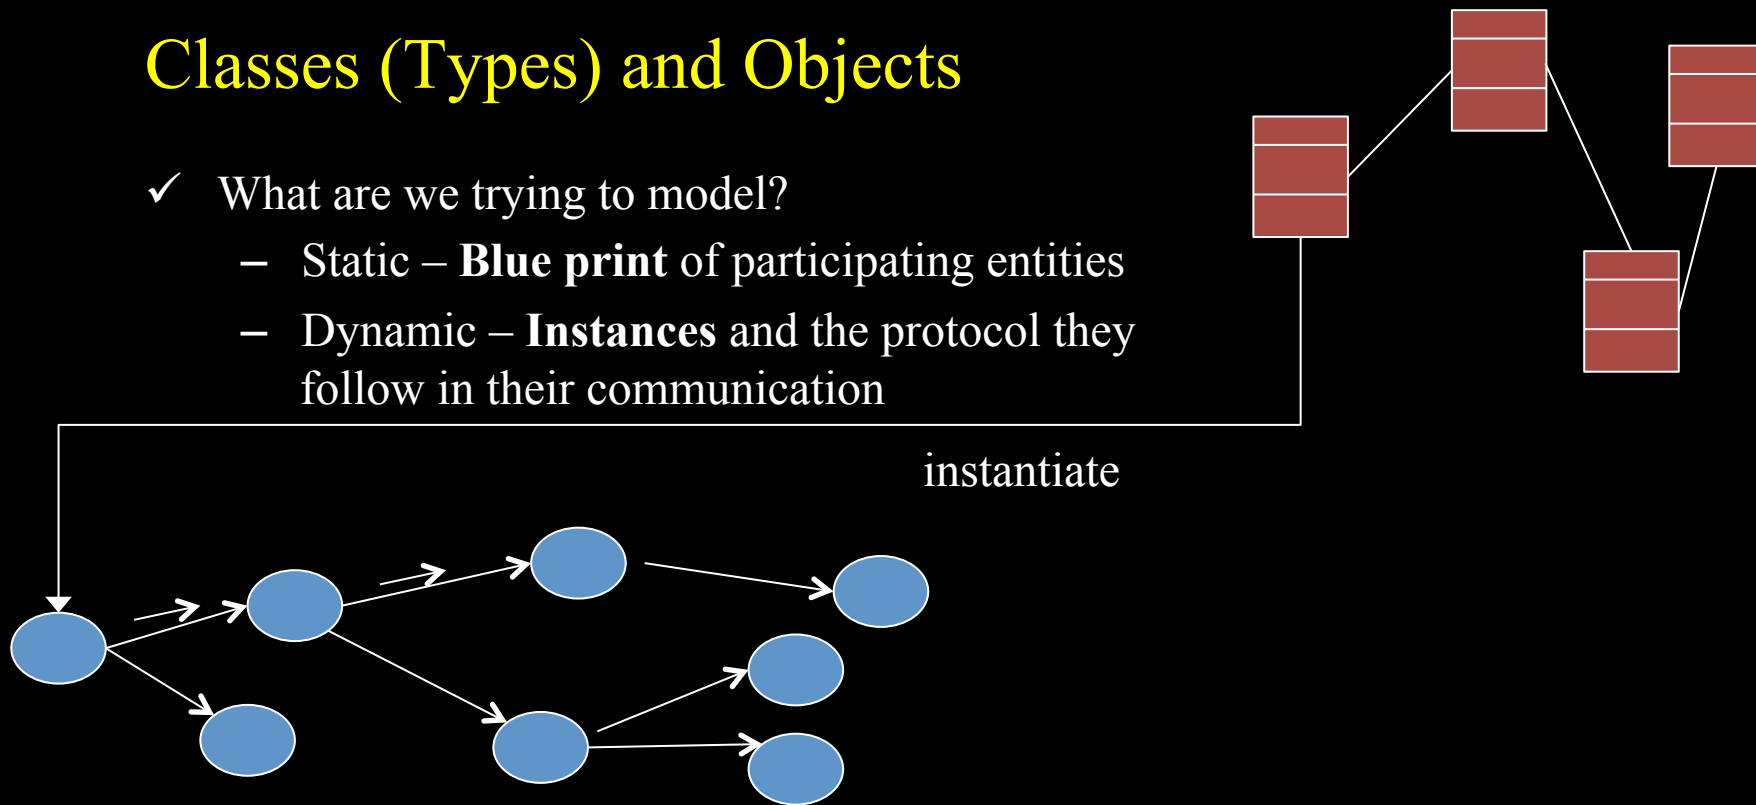 Classes (Types) and Objects
✓ What are we trying to model?
– Static – Blue print of participating entities
– Dynamic – Instances and the protocol they
follow in their communication
instantiate